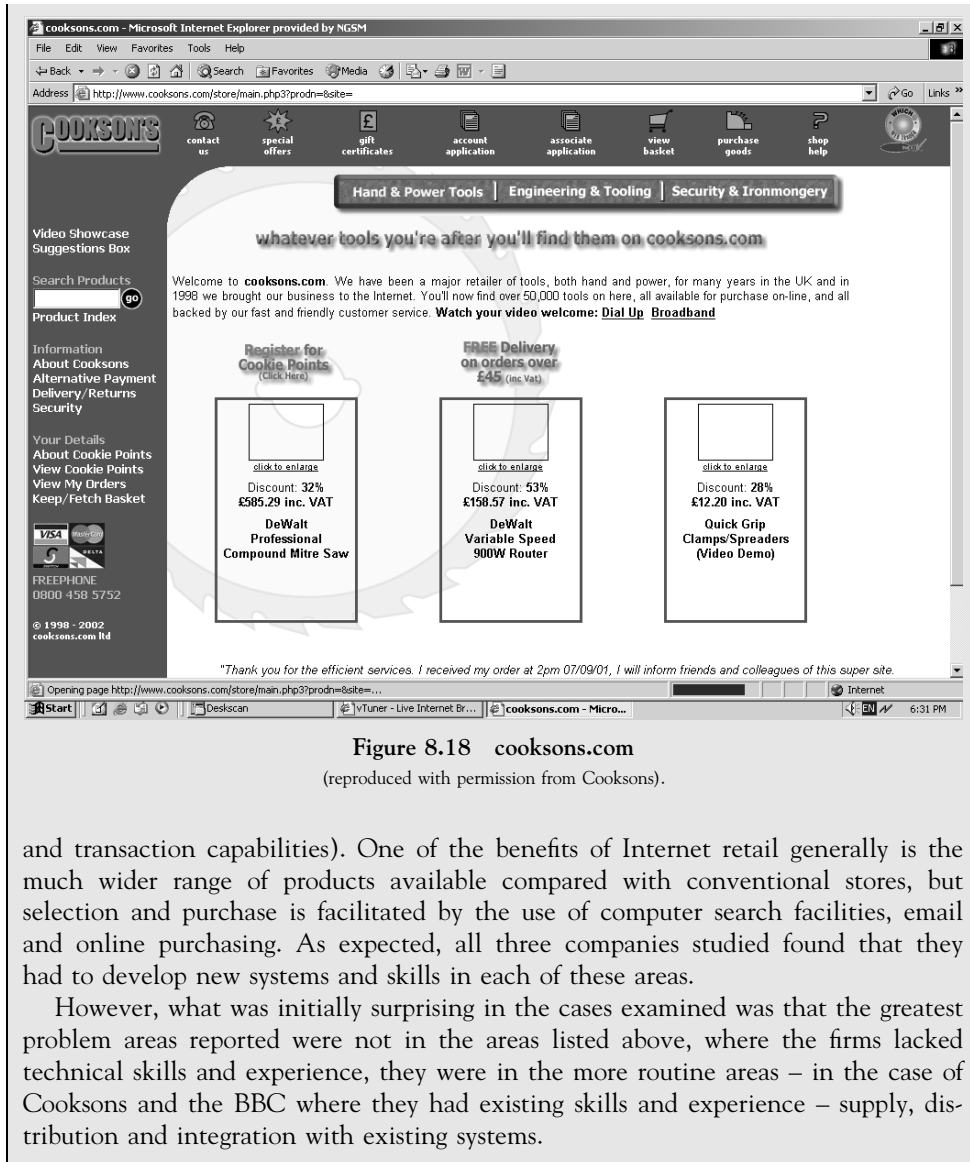 cooksons.com - Microsoft Internet Explorer provided by NGSM
File Edit View Favorites Tools Help
Back Search Favorites Media
Address http://www.cooksons.com/store/main.php3?prodn=&site= Go Links »
COOKSON'S
contact us
special offers
gift certificates
account application
associate application
view basket
purchase goods
shop help
WHICH
Hand & Power Tools | Engineering & Tooling | Security & Ironmongery
whatever tools you're after you'll find them on cooksons.com
Video Showcase
Suggestions Box
Search Products
go
Product Index
Information
About Cooksons
Alternative Payment
Delivery/Returns
Security
Your Details
About Cookie Points
View Cookie Points
View My Orders
Keep/Fetch Basket
VISA MasterCard
S DELTA
FREEPHONE
0800 458 5752
© 1998 - 2002
cooksons.com ltd
Welcome to cooksons.com. We have been a major retailer of tools, both hand and power, for many years in the UK and in
1998 we brought our business to the Internet. You'll now find over 50,000 tools on here, all available for purchase on-line, and all
backed by our fast and friendly customer service. Watch your video welcome: Dial Up Broadband
Register for
Cookie Points
(Click Here)
FREE Delivery
on orders over
£45 (inc Vat)
click to enlarge
Discount: 32%
£585.29 inc. VAT
DeWalt
Professional
Compound Mitre Saw
click to enlarge
Discount: 53%
£158.57 inc. VAT
DeWalt
Variable Speed
900W Router
click to enlarge
Discount: 28%
£12.20 inc. VAT
Quick Grip
Clamps/Spreaders
(Video Demo)
"Thank you for the efficient services. I received my order at 2pm 07/09/01, I will inform friends and colleagues of this super site.
Opening page http://www.cooksons.com/store/main.php3?prodn=&site=... Internet
Start Deskscan vTuner - Live Internet Br... cooksons.com - Micro... EN 6:31 PM
Figure 8.18 cooksons.com
(reproduced with permission from Cooksons).
and transaction capabilities). One of the benefits of Internet retail generally is the
much wider range of products available compared with conventional stores, but
selection and purchase is facilitated by the use of computer search facilities, email
and online purchasing. As expected, all three companies studied found that they
had to develop new systems and skills in each of these areas.
However, what was initially surprising in the cases examined was that the greatest
problem areas reported were not in the areas listed above, where the firms lacked
technical skills and experience, they were in the more routine areas – in the case of
Cooksons and the BBC where they had existing skills and experience – supply, dis-
tribution and integration with existing systems.